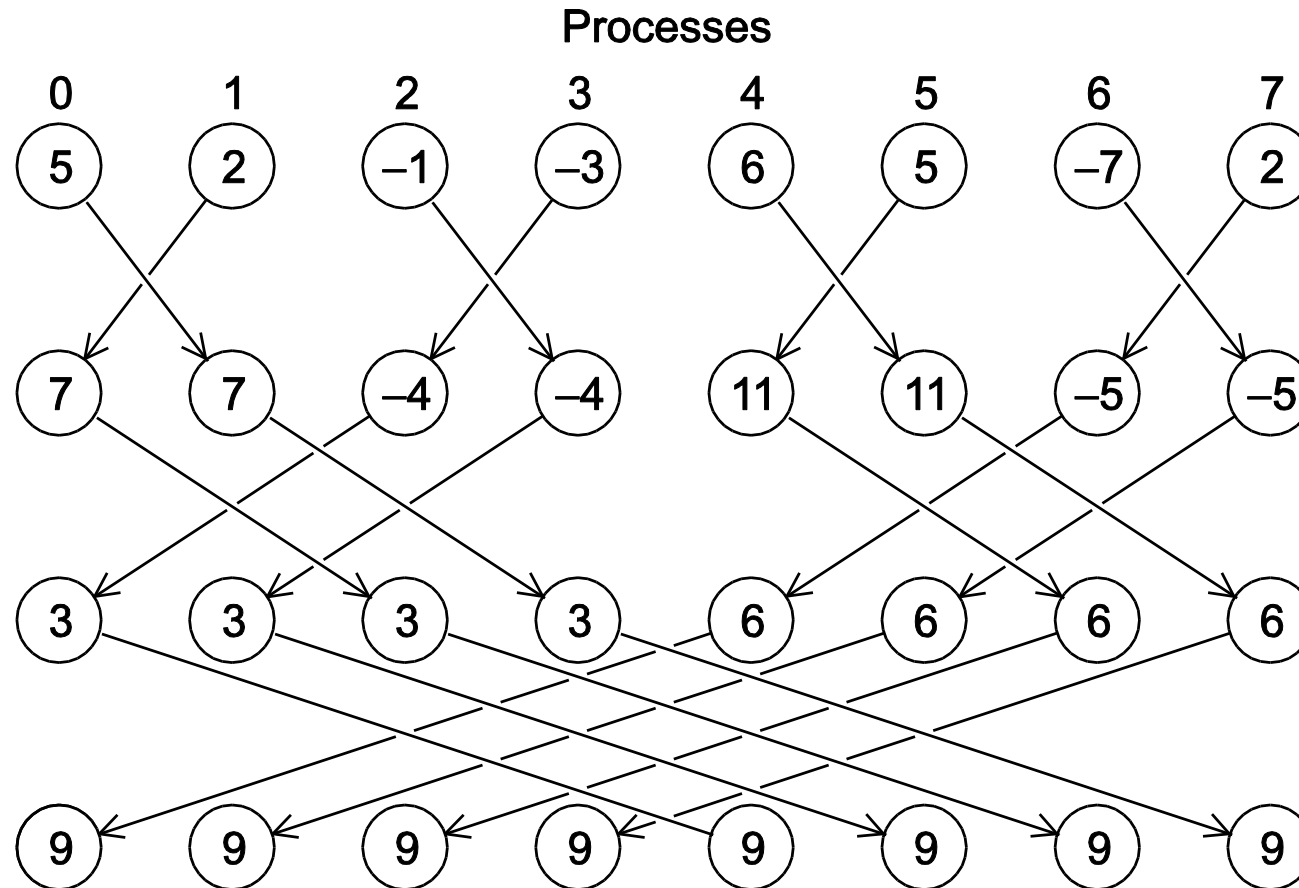 Processes
0 1 2 3 4 5 6 7
5 2 –1 –3 6 5 –7 2
7 7 –4 –4 11 11 –5 –5
3 3 3 3 6 6 6 6
9 9 9 9 9 9 9 9